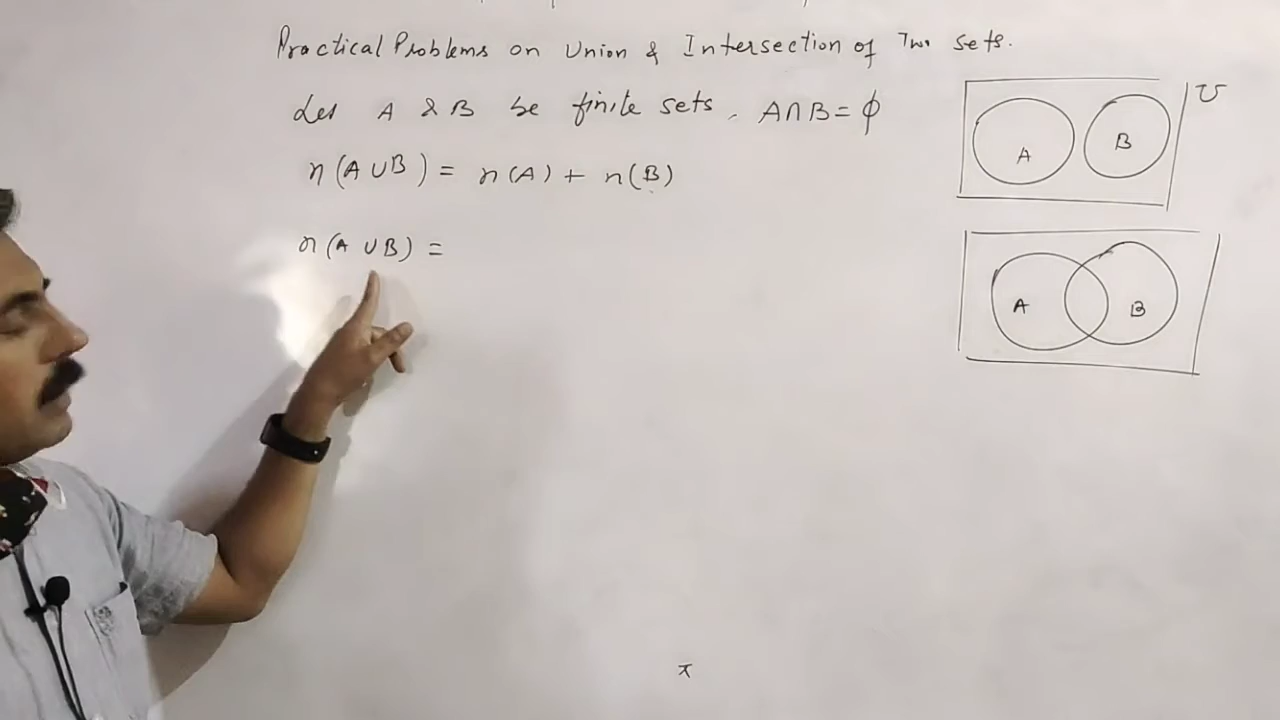 Practical Problems on Union & Intersection of Two Sets.
Let A & B be finite sets, A∩B = ϕ
n(A∪B) = n(A) + n(B)
n(A∪B) =
A B U
A B